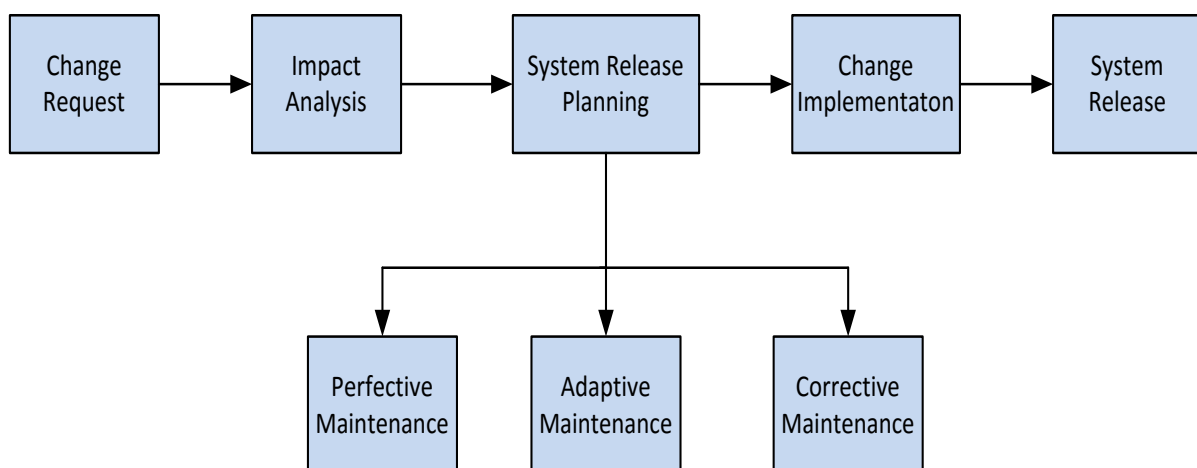 Change
Request
Impact
Analysis
System Release
Planning
Change
Implementaton
System
Release
Perfective
Maintenance
Adaptive
Maintenance
Corrective
Maintenance